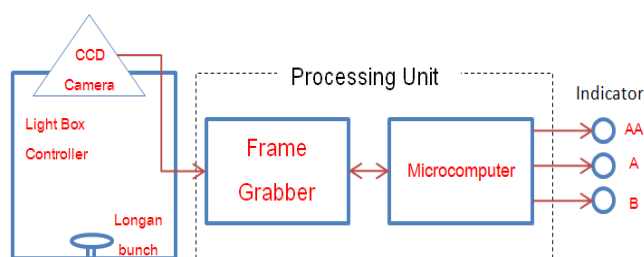 CCD
Camera
Light Box
Controller
Longan
bunch
Processing Unit
Frame
Grabber
Microcomputer
Indicator
AA
A
B